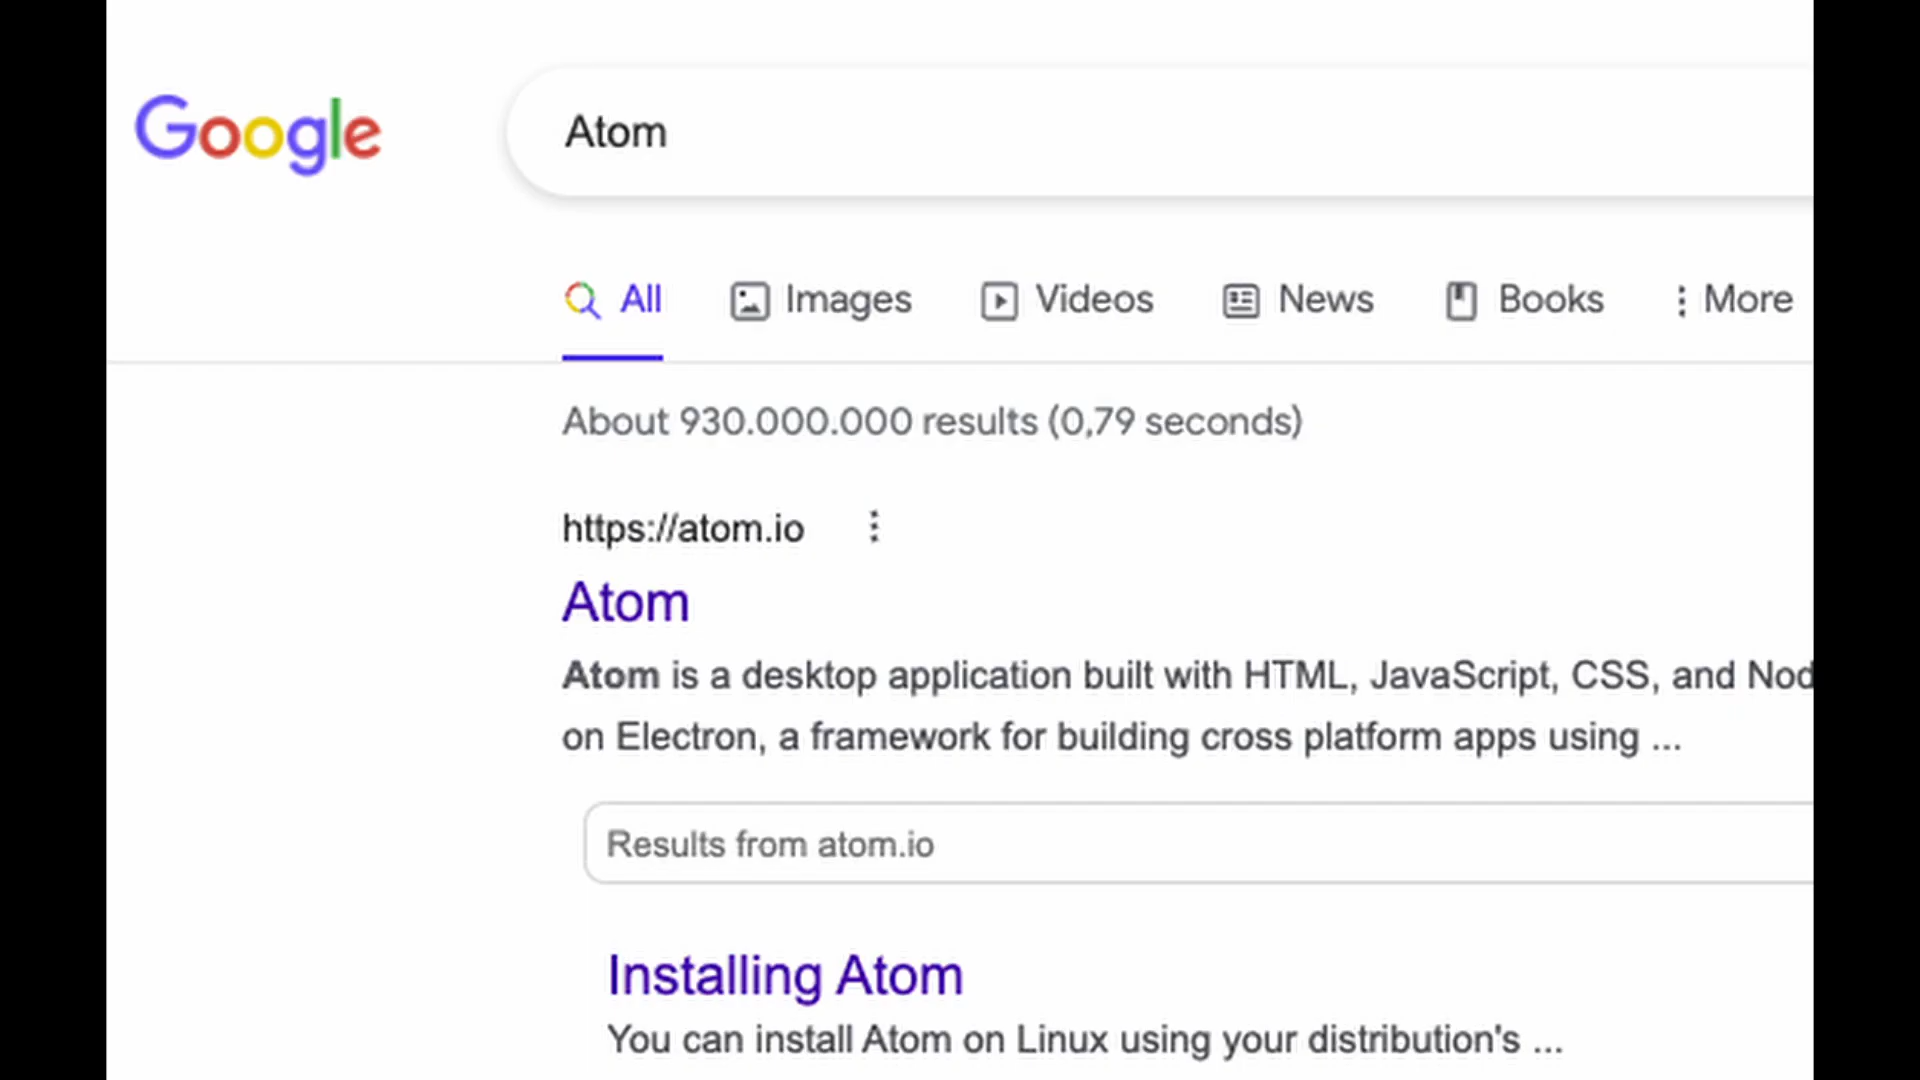 Google
Atom
All Images Videos News Books More
About 930.000.000 results (0,79 seconds)
https://atom.io
Atom
Atom is a desktop application built with HTML, JavaScript, CSS, and Nod
on Electron, a framework for building cross platform apps using ...
Results from atom.io
Installing Atom
You can install Atom on Linux using your distribution's ...